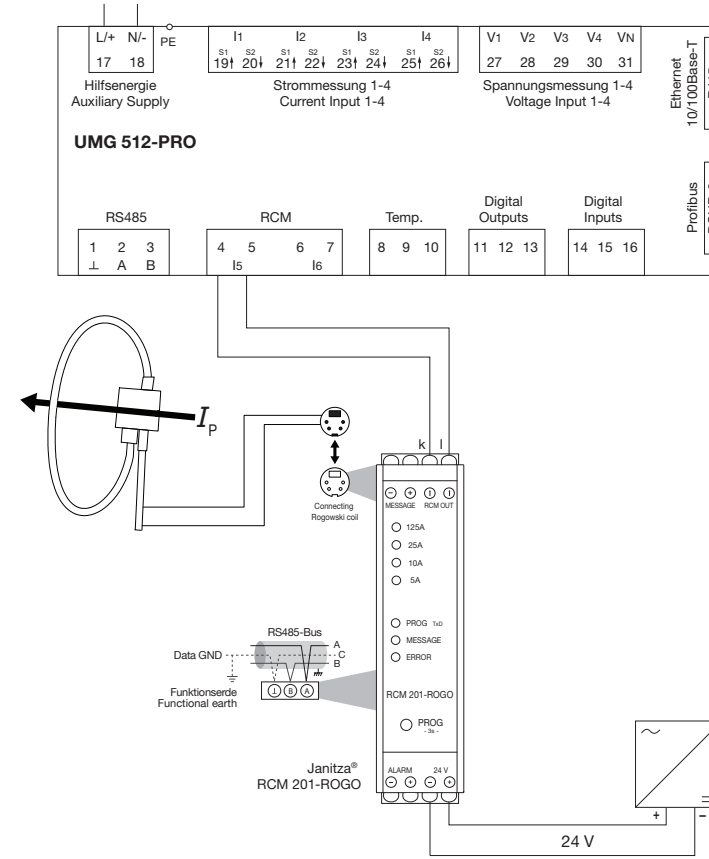 L/+ N/- PE
17 18
Hilfsenergie
Auxiliary Supply
I1 I2 I3 I4
S1 S2 S1 S2 S1 S2 S1 S2
19↑ 20↓ 21↑ 22↓ 23↑ 24↓ 25↑ 26↓
Strommessung 1-4
Current Input 1-4
V1 V2 V3 V4 VN
27 28 29 30 31
Spannungsmessung 1-4
Voltage Input 1-4
Ethernet
10/100Base-T
UMG 512-PRO
RS485
1 2 3
⊥ A B
RCM
4 5 6 7
I5 I6
Temp.
8 9 10
Digital
Outputs
11 12 13
Digital
Inputs
14 15 16
Profibus
IP
k l
Connecting
Rogowski coil
− + I I
MESSAGE RCM OUT
125A
25A
10A
5A
PROG TxD
MESSAGE
ERROR
RS485-Bus
A
C
B
Data GND
⊥ B A
Funktionserde
Functional earth
RCM 201-ROGO
PROG
- 3s -
Janitza®
RCM 201-ROGO
ALARM 24 V
− + − +
+ −
24 V